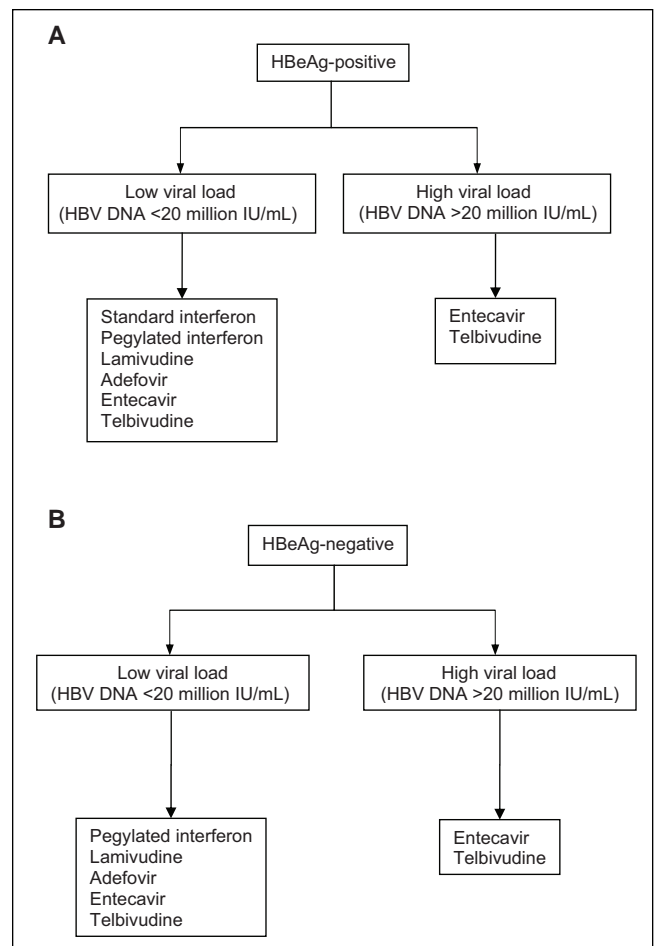 A
HBeAg-positive
Low viral load
(HBV DNA <20 million IU/mL)
High viral load
(HBV DNA >20 million IU/mL)
Standard interferon
Pegylated interferon
Lamivudine
Adefovir
Entecavir
Telbivudine
Entecavir
Telbivudine
B
HBeAg-negative
Low viral load
(HBV DNA <20 million IU/mL)
High viral load
(HBV DNA >20 million IU/mL)
Pegylated interferon
Lamivudine
Adefovir
Entecavir
Telbivudine
Entecavir
Telbivudine